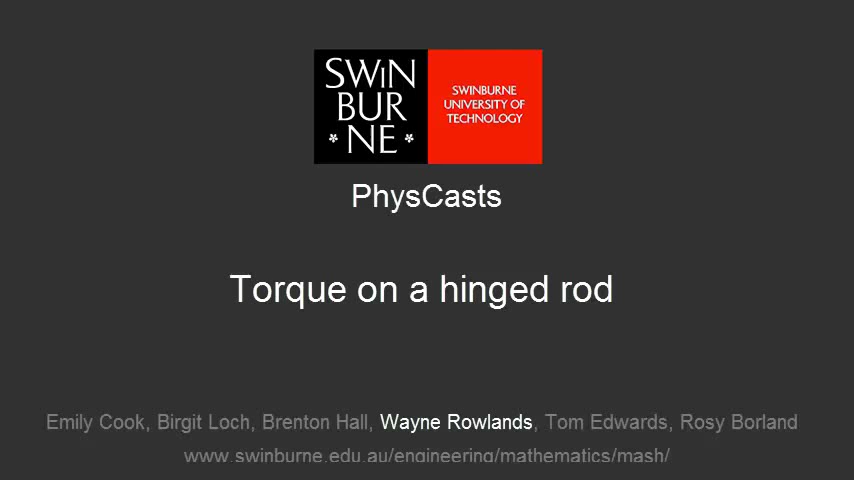 SWIN
BUR
NE
SWINBURNE
UNIVERSITY OF
TECHNOLOGY
PhysCasts
Torque on a hinged rod
Emily Cook, Birgit Loch, Brenton Hall, Wayne Rowlands, Tom Edwards, Rosy Borland
www.swinburne.edu.au/engineering/mathematics/mash/